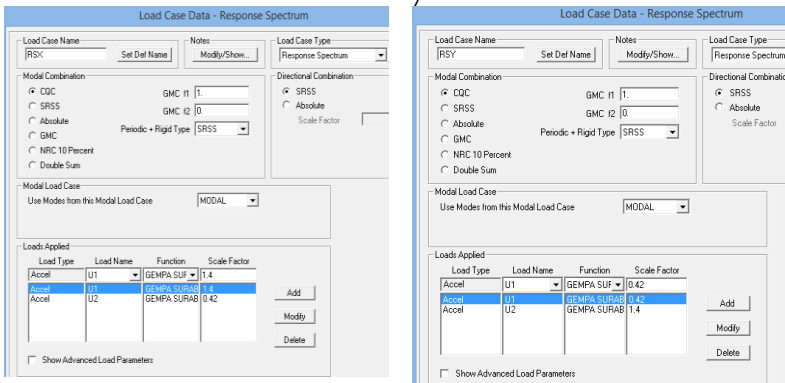 Load Case Data - Response Spectrum
Load Case Name
Notes
Load Case Type
RSX
Set Def Name
Modify/Show...
Response Spectrum
Modal Combination
Directional Combination
CQC
GMC f1
1.
SRSS
SRSS
GMC f2
0.
Absolute
Absolute
Periodic + Rigid Type
SRSS
Scale Factor
GMC
NRC 10 Percent
Double Sum
Modal Load Case
Use Modes from this Modal Load Case
MODAL
Loads Applied
Load Type Load Name Function Scale Factor
Accel U1 GEMPA SUF 1.4
Accel U1 GEMPA SURAB 1.4
Accel U2 GEMPA SURAB 0.42
Add
Modify
Delete
Show Advanced Load Parameters
Load Case Data - Response Spectrum
Load Case Name
Notes
Load Case Type
RSY
Set Def Name
Modify/Show...
Response Spectrum
Modal Combination
Directional Combinatio
CQC
GMC f1
1.
SRSS
SRSS
GMC f2
0.
Absolute
Absolute
Periodic + Rigid Type
SRSS
Scale Factor
GMC
NRC 10 Percent
Double Sum
Modal Load Case
Use Modes from this Modal Load Case
MODAL
Loads Applied
Load Type Load Name Function Scale Factor
Accel U1 GEMPA SUF 0.42
Accel U1 GEMPA SURAB 0.42
Accel U2 GEMPA SURAB 1.4
Add
Modify
Delete
Show Advanced Load Parameters